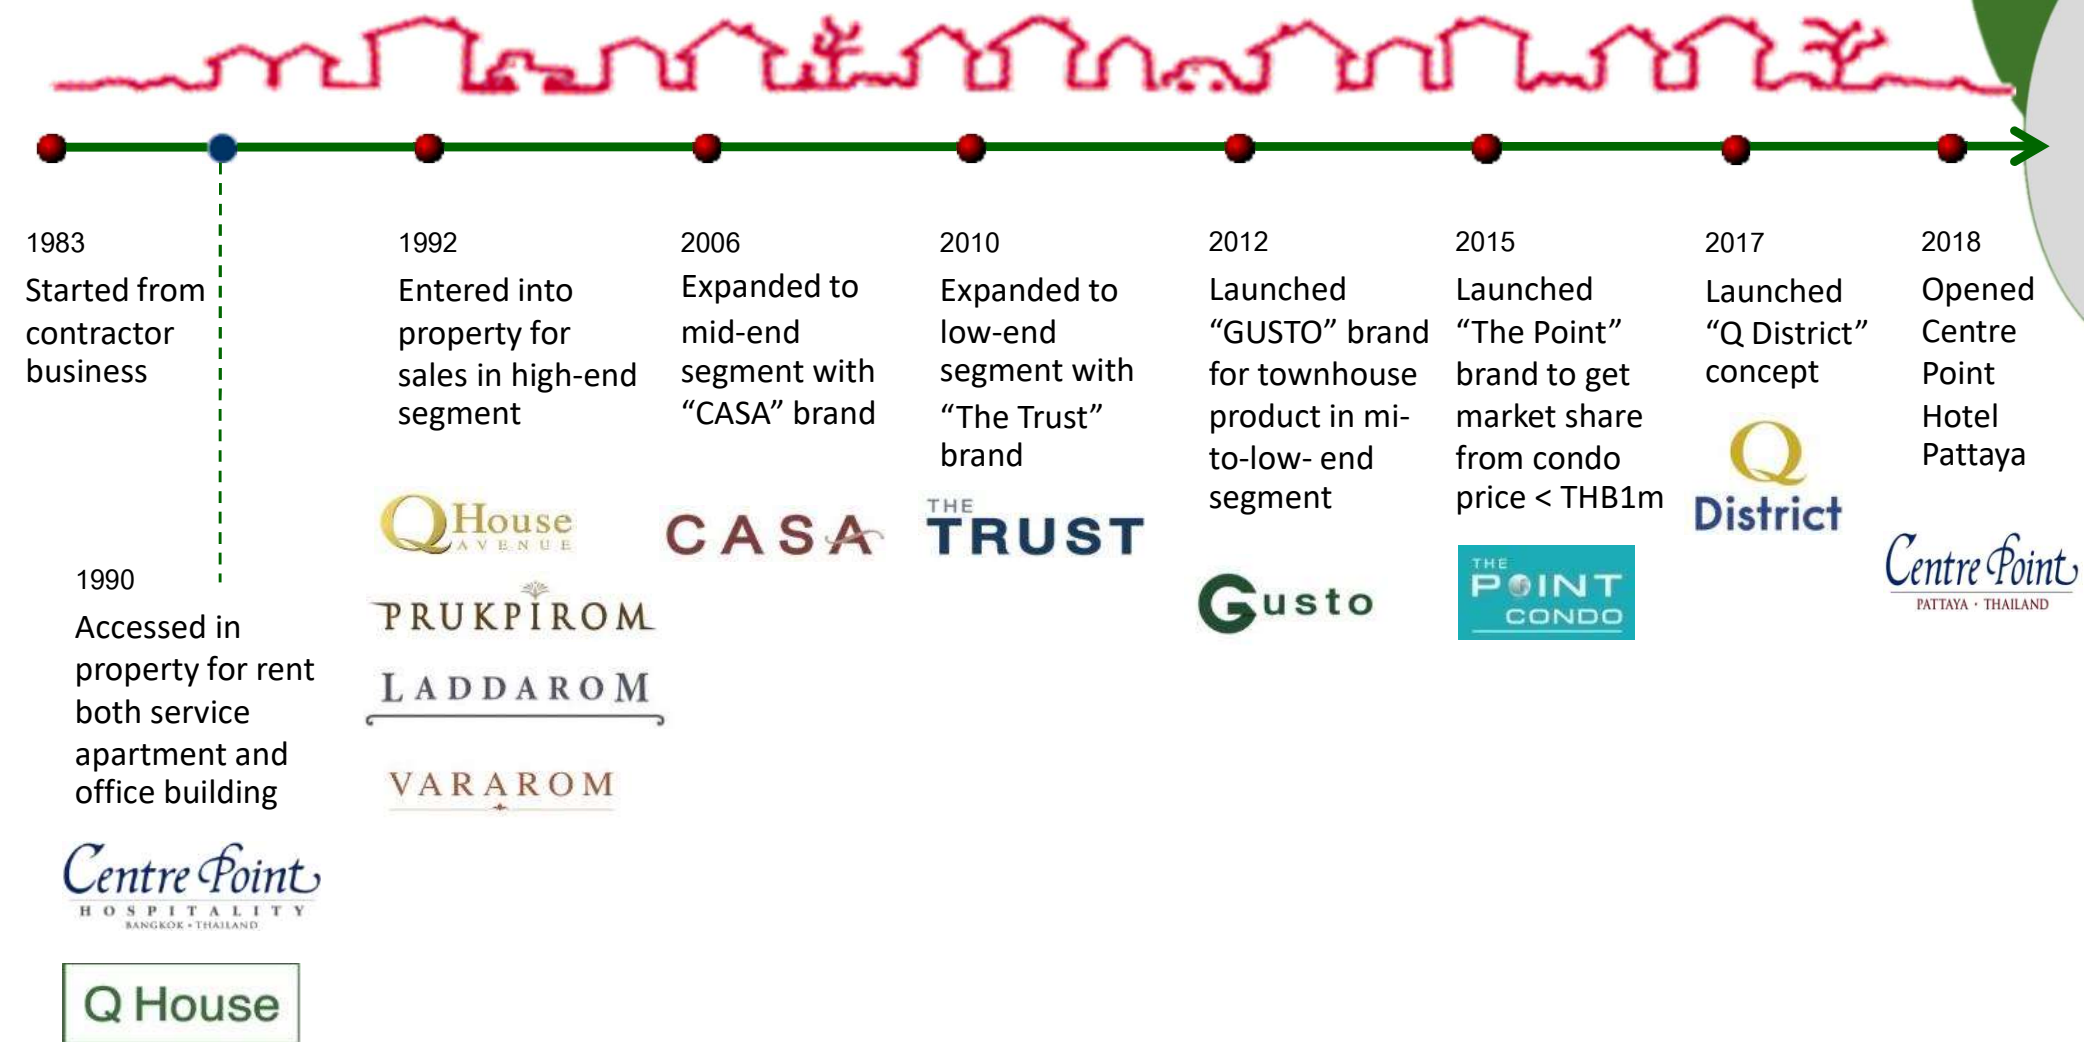 1983
Started from
contractor
business
1990
Accessed in
property for rent
both service
apartment and
office building
Centre Point
HOSPITALITY
BANGKOK • THAILAND
Q House
1992
Entered into
property for
sales in high-end
segment
Q House
AVENUE
PRUKPIROM
LADDAROM
VARAROM
2006
Expanded to
mid-end
segment with
“CASA” brand
CASA
2010
Expanded to
low-end
segment with
“The Trust”
brand
THE
TRUST
2012
Launched
“GUSTO” brand
for townhouse
product in mi-
to-low- end
segment
Gusto
2015
Launched
“The Point”
brand to get
market share
from condo
price < THB1m
THE
POINT
CONDO
2017
Launched
“Q District”
concept
Q
District
2018
Opened
Centre
Point
Hotel
Pattaya
Centre Point
PATTAYA · THAILAND